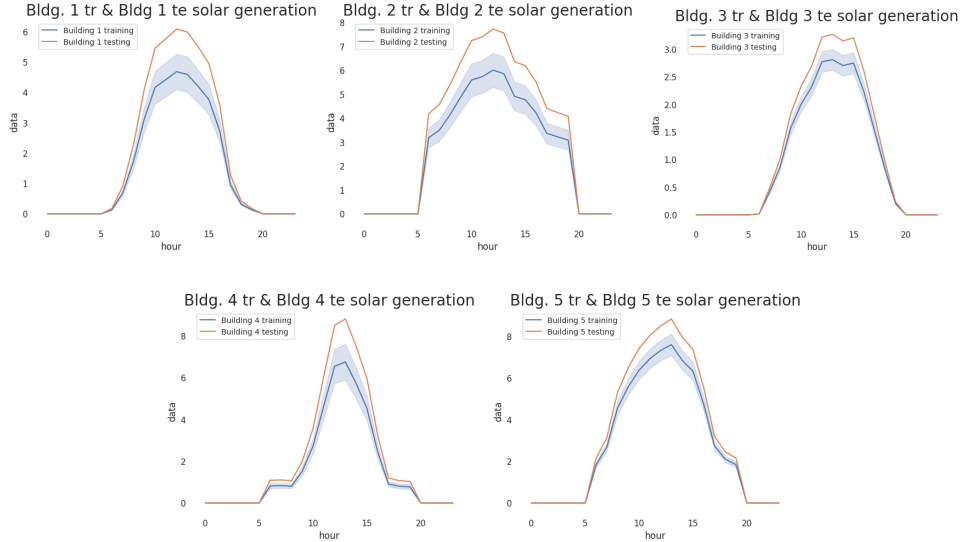 Bldg. 1 tr & Bldg 1 te solar generation
Building 1 training
Building 1 testing
6
5
4
3
2
1
0
data
0 5 10 15 20
hour
Bldg. 2 tr & Bldg 2 te solar generation
Building 2 training
Building 2 testing
8
7
6
5
4
3
2
1
0
data
0 5 10 15 20
hour
Bldg. 3 tr & Bldg 3 te solar generation
Building 3 training
Building 3 testing
3.0
2.5
2.0
1.5
1.0
0.5
0.0
data
0 5 10 15 20
hour
Bldg. 4 tr & Bldg 4 te solar generation
Building 4 training
Building 4 testing
8
6
4
2
0
data
0 5 10 15 20
hour
Bldg. 5 tr & Bldg 5 te solar generation
Building 5 training
Building 5 testing
8
6
4
2
0
data
0 5 10 15 20
hour